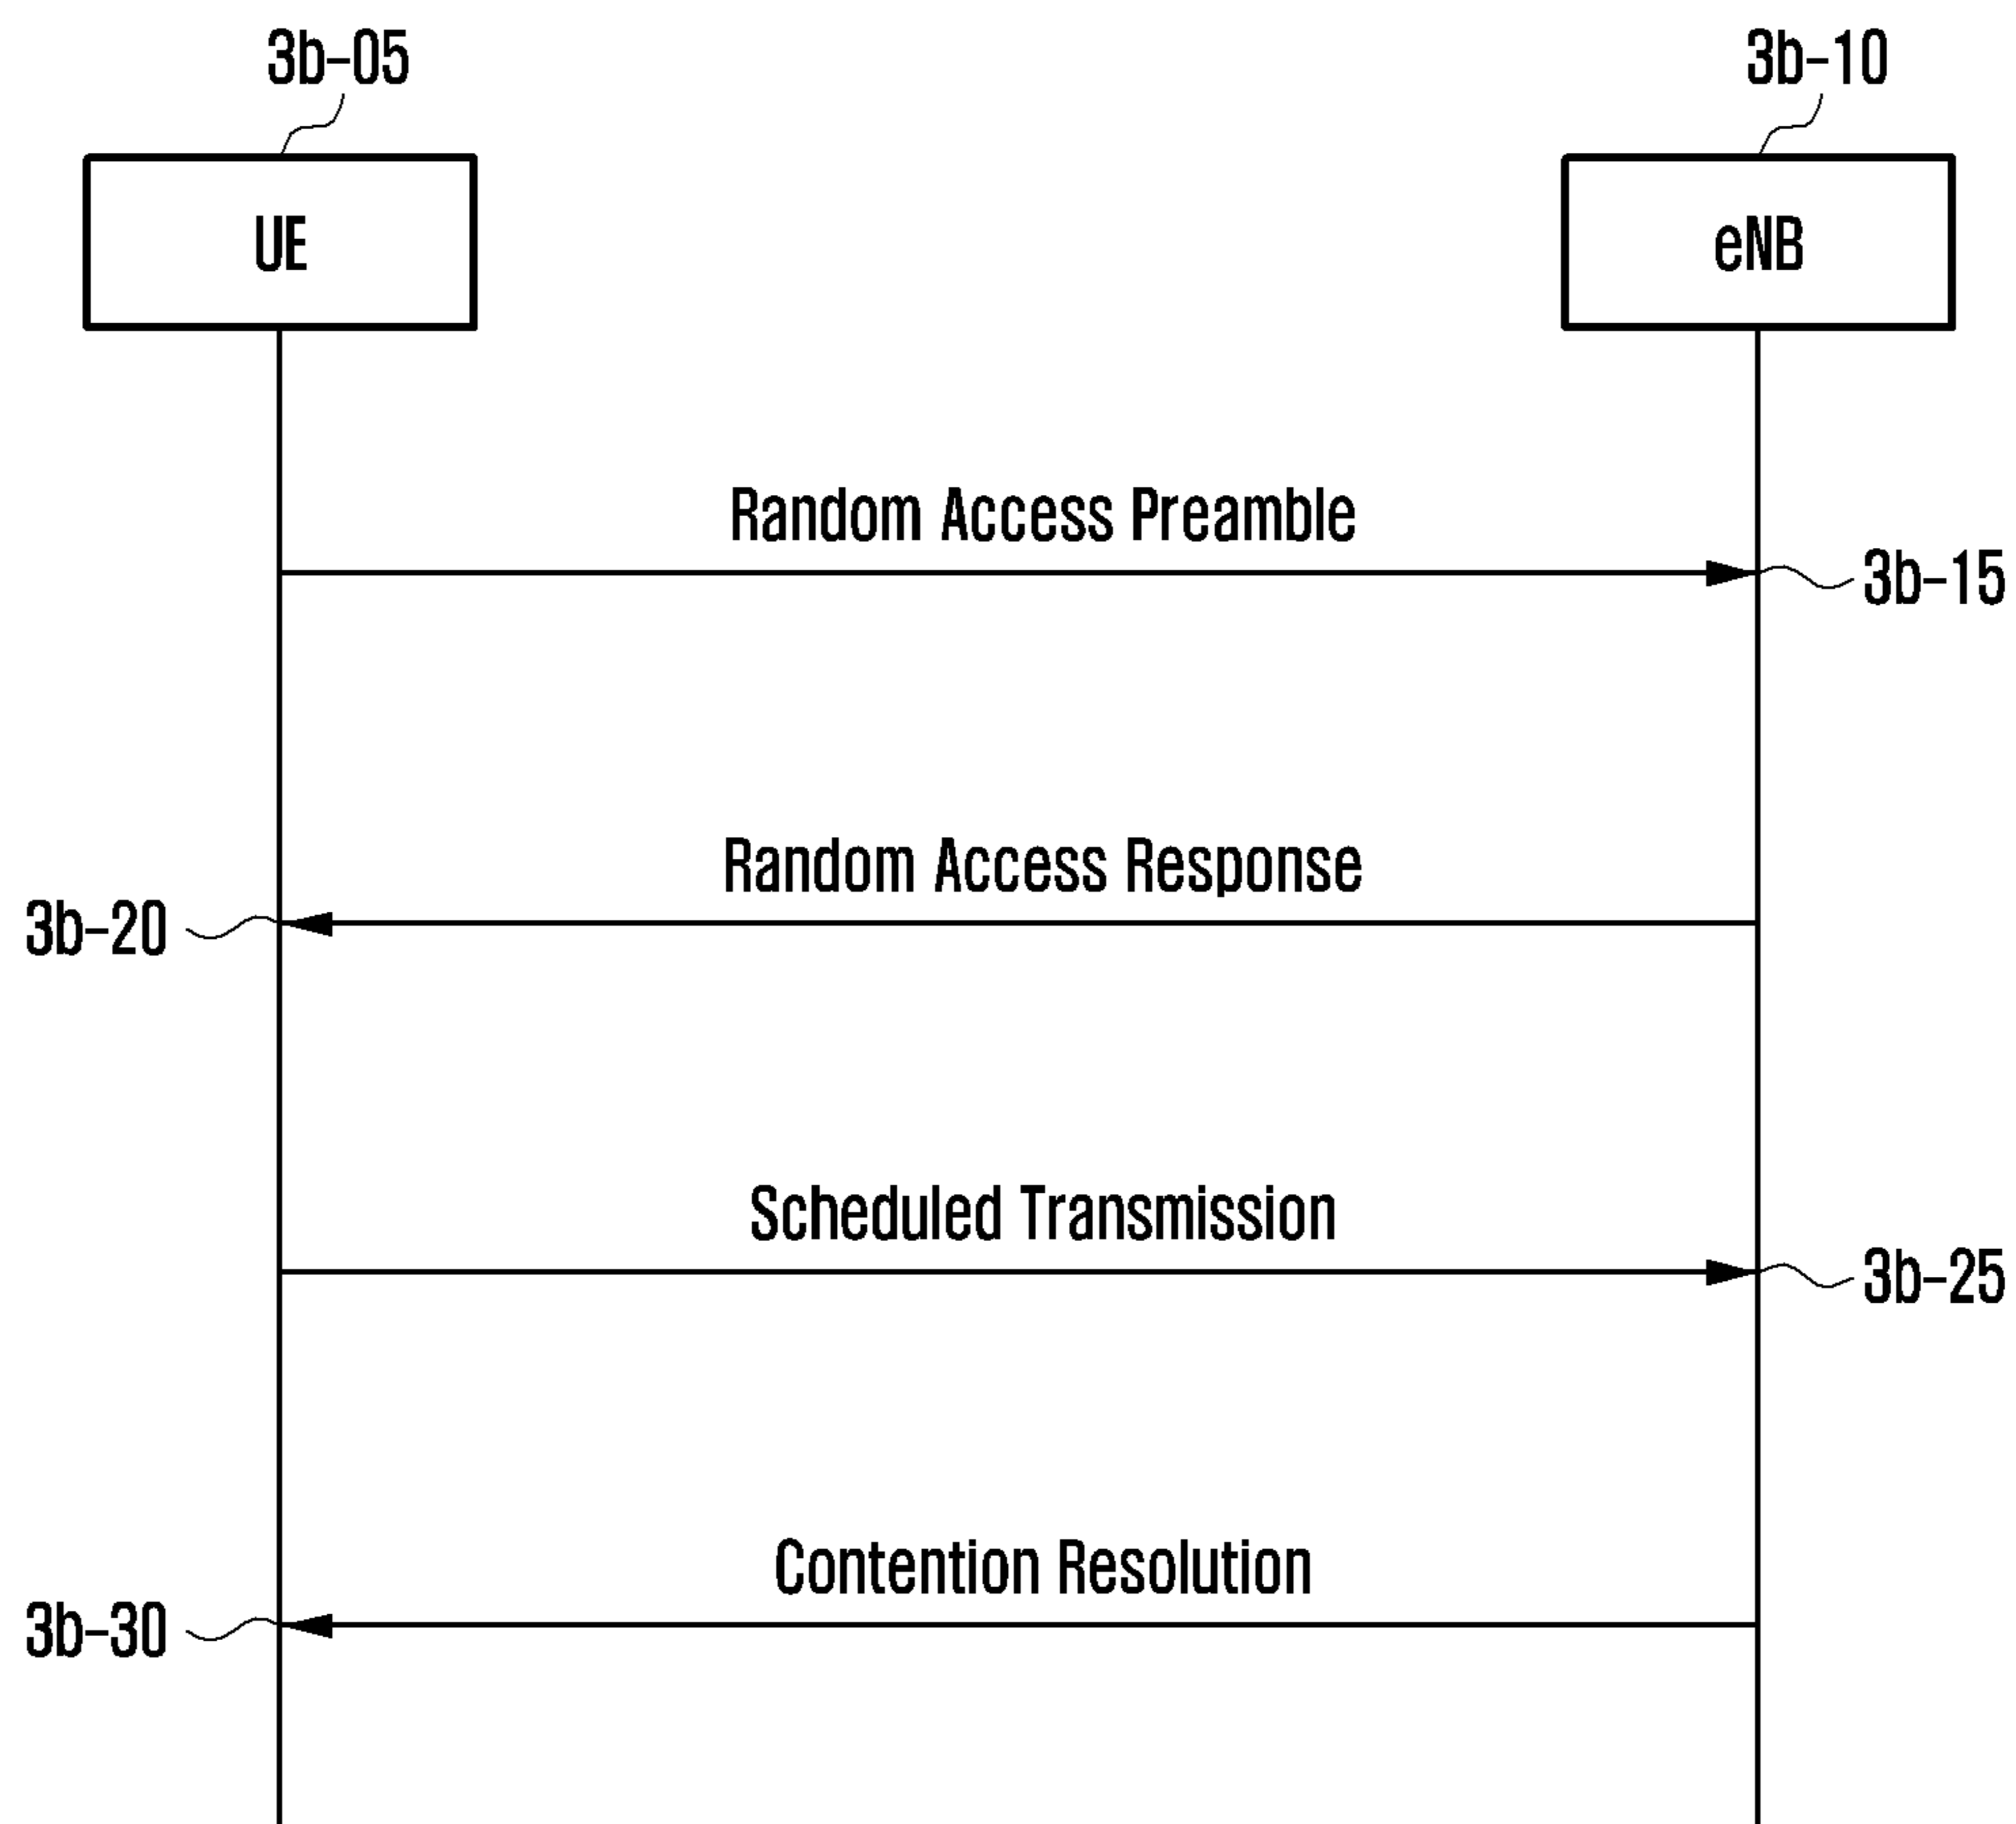 3b-05
3b-10
UE
eNB
Random Access Preamble
3b-15
Random Access Response
3b-20
Scheduled Transmission
3b-25
Contention Resolution
3b-30